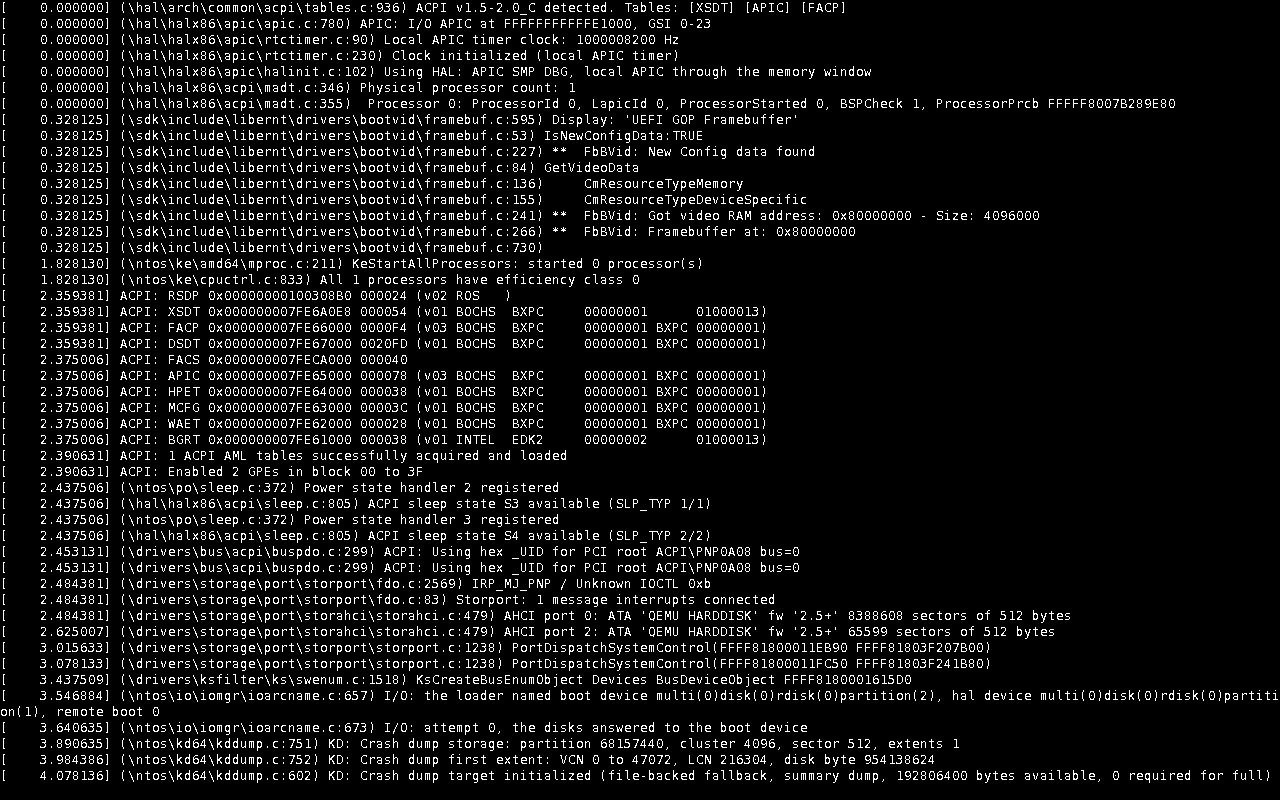 [    0.000000] (\hal\arch\common\acpi\tables.c:936) ACPI v1.5-2.0_C detected. Tables: [XSDT] [APIC] [FACP]
[    0.000000] (\hal\halx86\apic\apic.c:780) APIC: I/O APIC at FFFFFFFFFFFE1000, GSI 0-23
[    0.000000] (\hal\halx86\apic\rtctimer.c:90) Local APIC timer clock: 1000008200 Hz
[    0.000000] (\hal\halx86\apic\rtctimer.c:230) Clock initialized (local APIC timer)
[    0.000000] (\hal\halx86\apic\halinit.c:102) Using HAL: APIC SMP DBG, local APIC through the memory window
[    0.000000] (\hal\halx86\acpi\madt.c:346) Physical processor count: 1
[    0.000000] (\hal\halx86\acpi\madt.c:355)  Processor 0: ProcessorId 0, LapicId 0, ProcessorStarted 0, BSPCheck 1, ProcessorPrcb FFFFF8007B289E80
[    0.328125] (\sdk\include\libernt\drivers\bootvid\framebuf.c:595) Display: 'UEFI GOP Framebuffer'
[    0.328125] (\sdk\include\libernt\drivers\bootvid\framebuf.c:53) IsNewConfigData:TRUE
[    0.328125] (\sdk\include\libernt\drivers\bootvid\framebuf.c:227) **  FbBVid: New Config data found
[    0.328125] (\sdk\include\libernt\drivers\bootvid\framebuf.c:84) GetVideoData
[    0.328125] (\sdk\include\libernt\drivers\bootvid\framebuf.c:136)     CmResourceTypeMemory
[    0.328125] (\sdk\include\libernt\drivers\bootvid\framebuf.c:155)     CmResourceTypeDeviceSpecific
[    0.328125] (\sdk\include\libernt\drivers\bootvid\framebuf.c:241) **  FbBVid: Got video RAM address: 0x80000000 - Size: 4096000
[    0.328125] (\sdk\include\libernt\drivers\bootvid\framebuf.c:266) **  FbBVid: Framebuffer at: 0x80000000
[    0.328125] (\sdk\include\libernt\drivers\bootvid\framebuf.c:730)
[    1.828130] (\ntos\ke\amd64\mproc.c:211) KeStartAllProcessors: started 0 processor(s)
[    1.828130] (\ntos\ke\cpuctrl.c:833) All 1 processors have efficiency class 0
[    2.359381] ACPI: RSDP 0x00000000100308B0 000024 (v02 ROS   )
[    2.359381] ACPI: XSDT 0x000000007FE6A0E8 000054 (v01 BOCHS  BXPC     00000001      01000013)
[    2.359381] ACPI: FACP 0x000000007FE66000 0000F4 (v03 BOCHS  BXPC     00000001 BXPC 00000001)
[    2.359381] ACPI: DSDT 0x000000007FE67000 0020FD (v01 BOCHS  BXPC     00000001 BXPC 00000001)
[    2.375006] ACPI: FACS 0x000000007FECA000 000040
[    2.375006] ACPI: APIC 0x000000007FE65000 000078 (v03 BOCHS  BXPC     00000001 BXPC 00000001)
[    2.375006] ACPI: HPET 0x000000007FE64000 000038 (v01 BOCHS  BXPC     00000001 BXPC 00000001)
[    2.375006] ACPI: MCFG 0x000000007FE63000 00003C (v01 BOCHS  BXPC     00000001 BXPC 00000001)
[    2.375006] ACPI: WAET 0x000000007FE62000 000028 (v01 BOCHS  BXPC     00000001 BXPC 00000001)
[    2.375006] ACPI: BGRT 0x000000007FE61000 000038 (v01 INTEL  EDK2     00000002      01000013)
[    2.390631] ACPI: 1 ACPI AML tables successfully acquired and loaded
[    2.390631] ACPI: Enabled 2 GPEs in block 00 to 3F
[    2.437506] (\ntos\po\sleep.c:372) Power state handler 2 registered
[    2.437506] (\hal\halx86\acpi\sleep.c:805) ACPI sleep state S3 available (SLP_TYP 1/1)
[    2.437506] (\ntos\po\sleep.c:372) Power state handler 3 registered
[    2.437506] (\hal\halx86\acpi\sleep.c:805) ACPI sleep state S4 available (SLP_TYP 2/2)
[    2.453131] (\drivers\bus\acpi\buspdo.c:299) ACPI: Using hex _UID for PCI root ACPI\PNP0A08 bus=0
[    2.453131] (\drivers\bus\acpi\buspdo.c:299) ACPI: Using hex _UID for PCI root ACPI\PNP0A08 bus=0
[    2.484381] (\drivers\storage\port\storport\fdo.c:2569) IRP_MJ_PNP / Unknown IOCTL 0xb
[    2.484381] (\drivers\storage\port\storport\fdo.c:83) Storport: 1 message interrupts connected
[    2.484381] (\drivers\storage\port\storahci\storahci.c:479) AHCI port 0: ATA 'QEMU HARDDISK' fw '2.5+' 8388608 sectors of 512 bytes
[    2.625007] (\drivers\storage\port\storahci\storahci.c:479) AHCI port 2: ATA 'QEMU HARDDISK' fw '2.5+' 65599 sectors of 512 bytes
[    3.015633] (\drivers\storage\port\storport\storport.c:1238) PortDispatchSystemControl(FFFF81800011EB90 FFFF81803F207B00)
[    3.078133] (\drivers\storage\port\storport\storport.c:1238) PortDispatchSystemControl(FFFF81800011FC50 FFFF81803F241B80)
[    3.437509] (\drivers\ksfilter\ks\swenum.c:1518) KsCreateBusEnumObject Devices BusDeviceObject FFFF8180001615D0
[    3.546884] (\ntos\io\iomgr\ioarcname.c:657) I/O: the loader named boot device multi(0)disk(0)rdisk(0)partition(2), hal device multi(0)disk(0)rdisk(0)partiti
on(1), remote boot 0
[    3.640635] (\ntos\io\iomgr\ioarcname.c:673) I/O: attempt 0, the disks answered to the boot device
[    3.890635] (\ntos\kd64\kddump.c:751) KD: Crash dump storage: partition 68157440, cluster 4096, sector 512, extents 1
[    3.984386] (\ntos\kd64\kddump.c:752) KD: Crash dump first extent: VCN 0 to 47072, LCN 216304, disk byte 954138624
[    4.078136] (\ntos\kd64\kddump.c:602) KD: Crash dump target initialized (file-backed fallback, summary dump, 192806400 bytes available, 0 required for full)